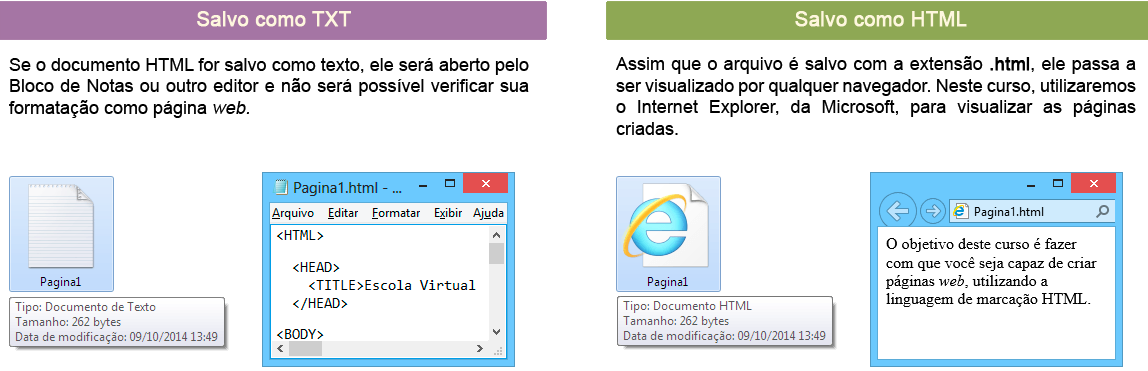 Salvo como TXT
Se o documento HTML for salvo como texto, ele será aberto pelo
Bloco de Notas ou outro editor e não será possível verificar sua
formatação como página web.
Pagina1
Tipo: Documento de Texto
Tamanho: 262 bytes
Data de modificação: 09/10/2014 13:49
Pagina1.html - ...
Arquivo Editar Formatar Exibir Ajuda
<HTML>
<HEAD>
<TITLE>Escola Virtual
</HEAD>
<BODY>
Salvo como HTML
Assim que o arquivo é salvo com a extensão .html, ele passa a
ser visualizado por qualquer navegador. Neste curso, utilizaremos
o Internet Explorer, da Microsoft, para visualizar as páginas
criadas.
Pagina1
Tipo: Documento HTML
Tamanho: 262 bytes
Data de modificação: 09/10/2014 13:49
Pagina1.html
O objetivo deste curso é fazer
com que você seja capaz de criar
páginas web, utilizando a
linguagem de marcação HTML.